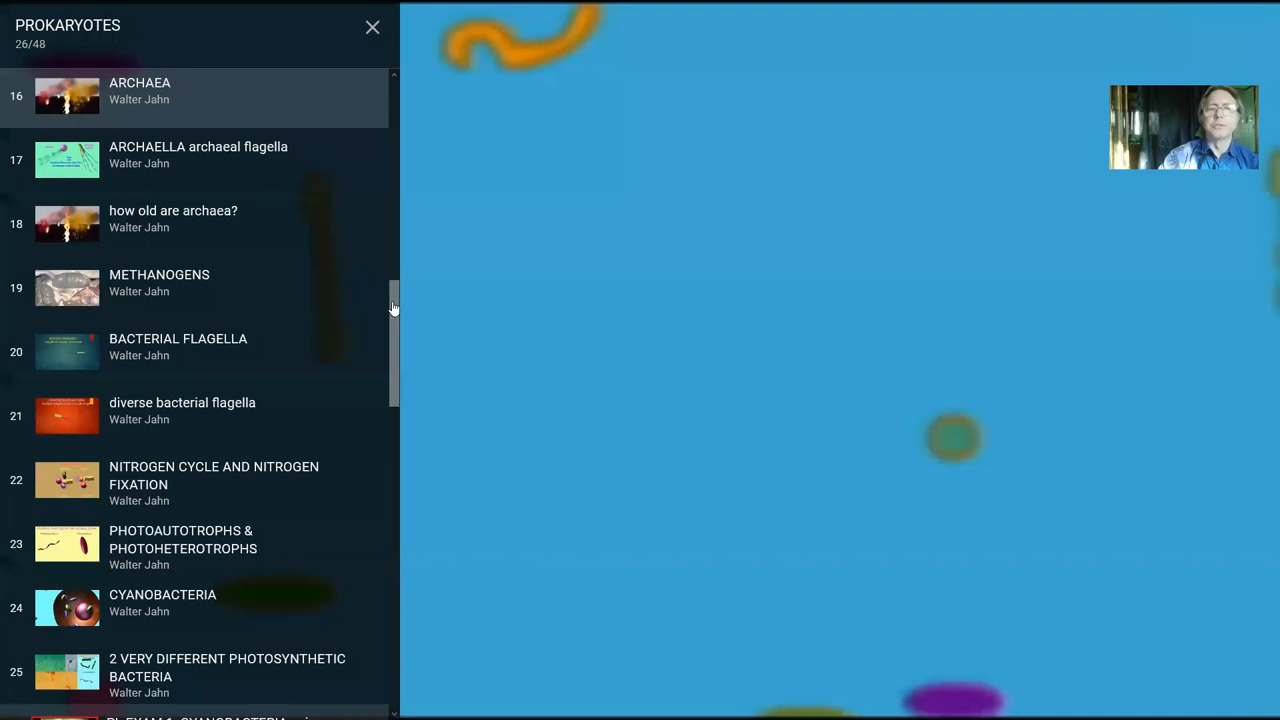 PROKARYOTES
26/48
16
ARCHAEA
Walter Jahn
17
ARCHAELLA archaeal flagella
Walter Jahn
18
how old are archaea?
Walter Jahn
19
METHANOGENS
Walter Jahn
20
BACTERIAL FLAGELLA
Walter Jahn
21
diverse bacterial flagella
Walter Jahn
22
NITROGEN CYCLE AND NITROGEN
FIXATION
Walter Jahn
23
PHOTOAUTOTROPHS &
PHOTOHETEROTROPHS
Walter Jahn
24
CYANOBACTERIA
Walter Jahn
25
2 VERY DIFFERENT PHOTOSYNTHETIC
BACTERIA
Walter Jahn